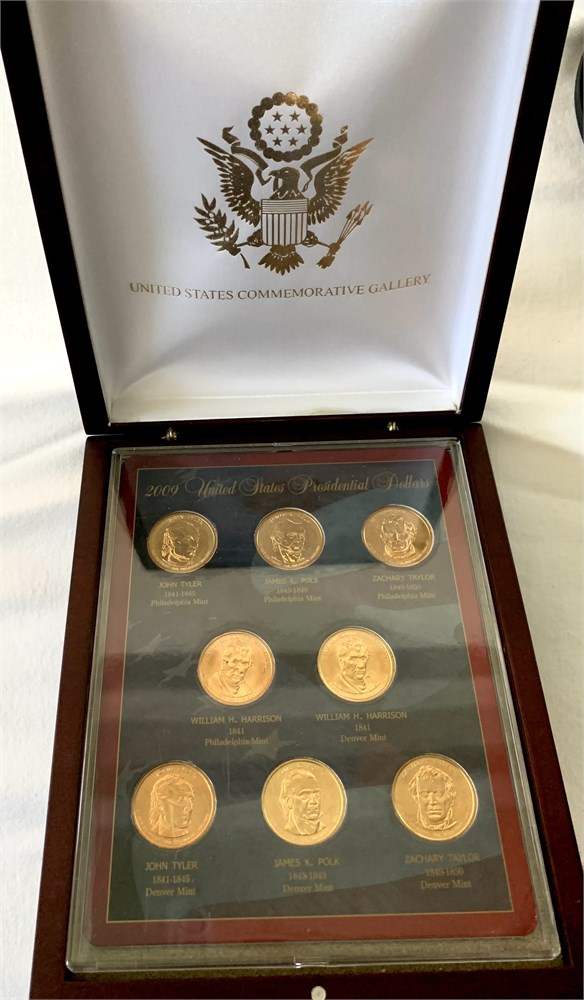 UNITED STATES COMMEMORATIVE GALLERY
2009 United States Presidential Dollars
JOHN TYLER
1841-1845
Philadelphia Mint
JAMES K. POLK
1845-1849
Philadelphia Mint
ZACHARY TAYLOR
1849-1850
Philadelphia Mint
WILLIAM H. HARRISON
1841
Philadelphia Mint
WILLIAM H. HARRISON
1841
Denver Mint
JOHN TYLER
1841-1845
Denver Mint
JAMES K. POLK
1845-1849
Denver Mint
ZACHARY TAYLOR
1849-1850
Denver Mint